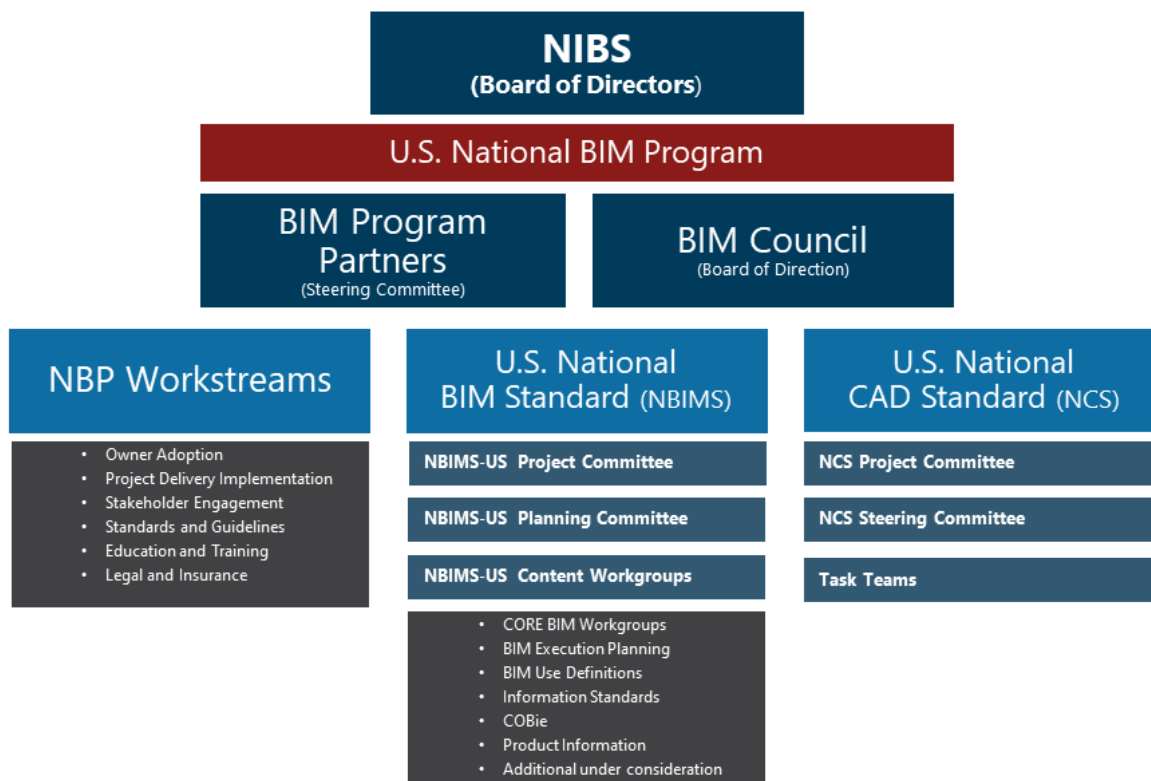 NIBS
(Board of Directors)
U.S. National BIM Program
BIM Program
Partners
(Steering Committee)
BIM Council
(Board of Direction)
NBP Workstreams
• Owner Adoption
• Project Delivery Implementation
• Stakeholder Engagement
• Standards and Guidelines
• Education and Training
• Legal and Insurance
U.S. National
BIM Standard (NBIMS)
NBIMS-US Project Committee
NBIMS-US Planning Committee
NBIMS-US Content Workgroups
• CORE BIM Workgroups
• BIM Execution Planning
• BIM Use Definitions
• Information Standards
• COBie
• Product Information
• Additional under consideration
U.S. National
CAD Standard (NCS)
NCS Project Committee
NCS Steering Committee
Task Teams